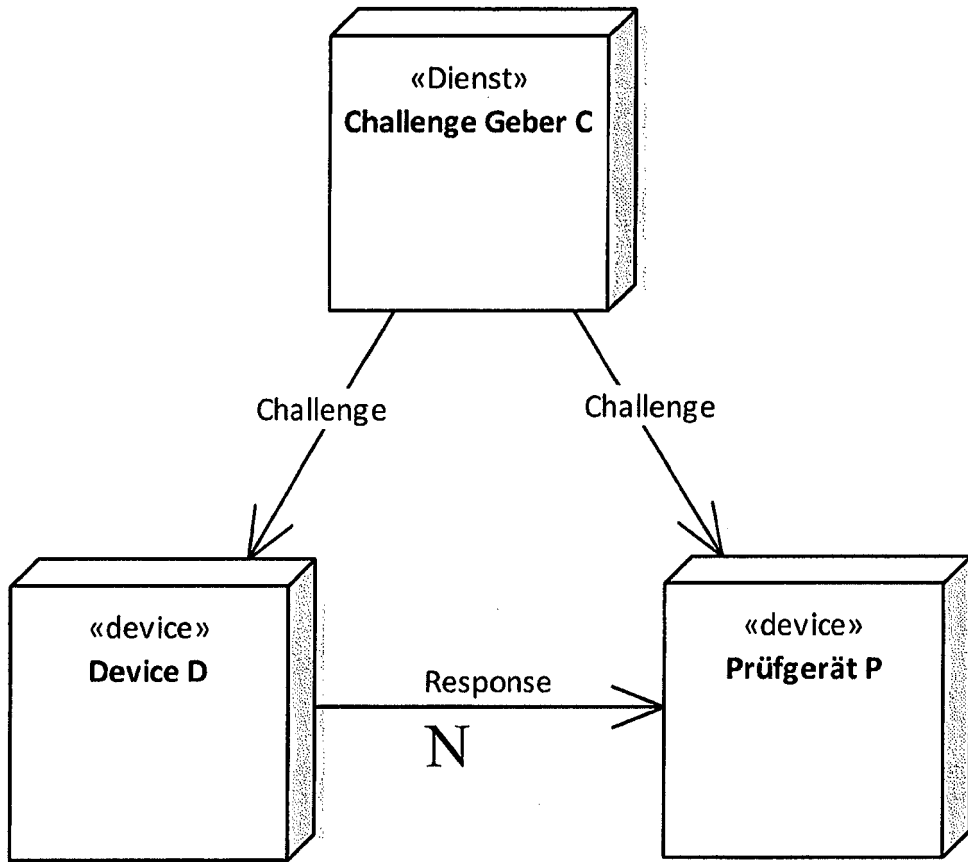 «Dienst»
Challenge Geber C
Challenge
Challenge
«device»
Device D
Response
N
«device»
Prüfgerät P